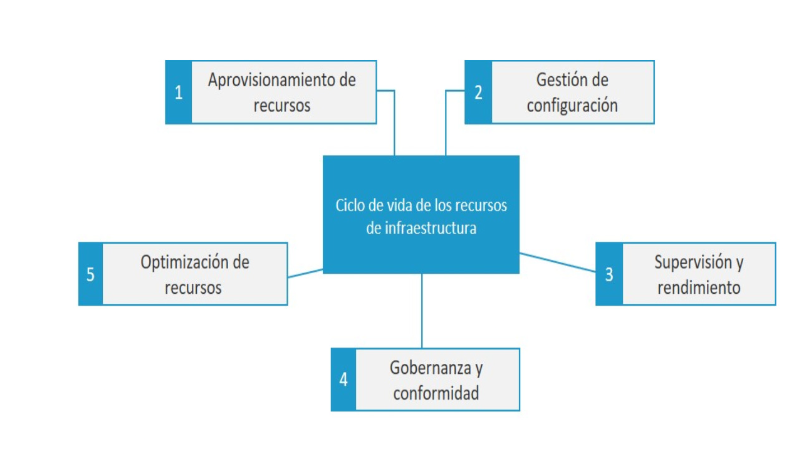 1
Aprovisionamiento de
recursos
2
Gestión de
configuración
Ciclo de vida de los recursos
de infraestructura
5
Optimización de
recursos
3
Supervisión y
rendimiento
4
Gobernanza y
conformidad